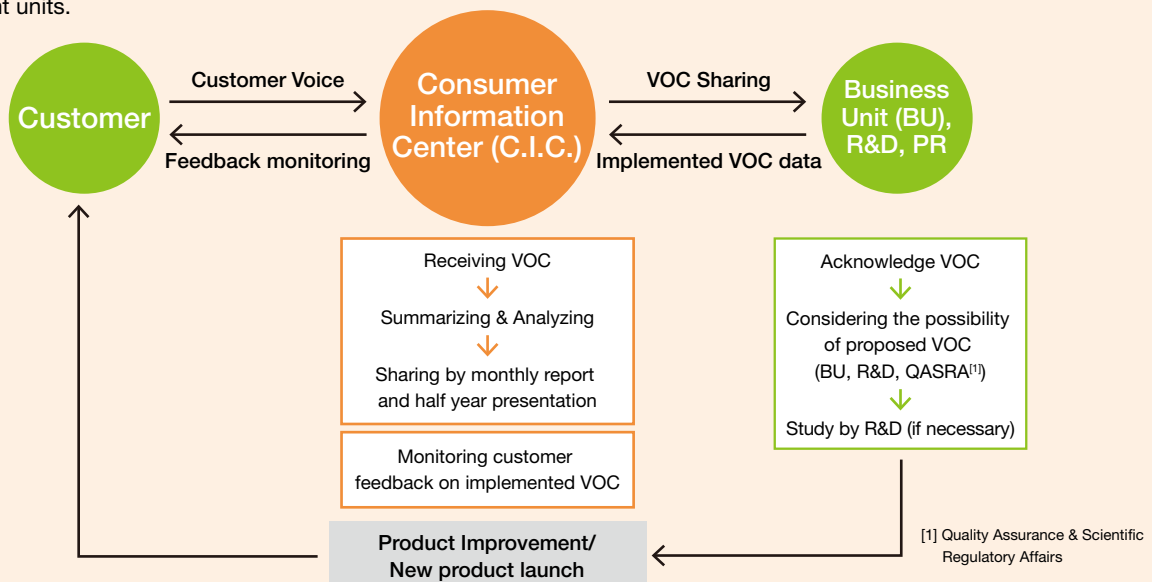 nt units.
Customer
Customer Voice
Feedback monitoring
Consumer
Information
Center (C.I.C.)
VOC Sharing
Implemented VOC data
Business
Unit (BU),
R&D, PR
Receiving VOC
Summarizing & Analyzing
Sharing by monthly report
and half year presentation
Monitoring customer
feedback on implemented VOC
Acknowledge VOC
Considering the possibility
of proposed VOC
(BU, R&D, QASRA[1])
Study by R&D (if necessary)
Product Improvement/
New product launch
[1] Quality Assurance & Scientific
Regulatory Affairs